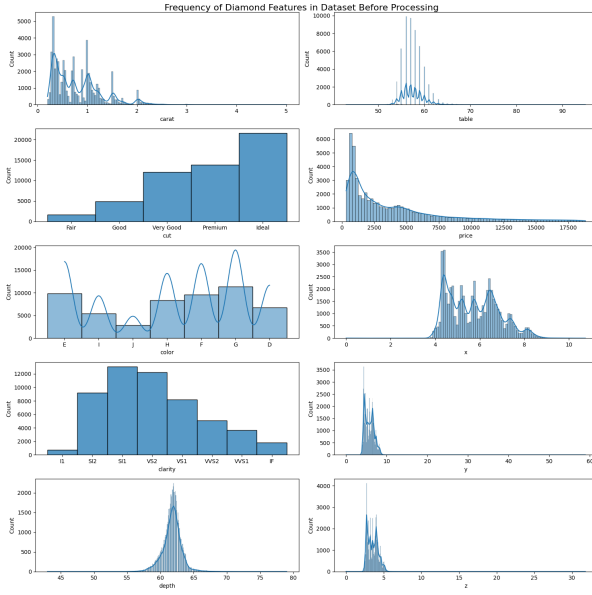 Frequency of Diamond Features in Dataset Before Processing
Count
5000
4000
3000
2000
1000
0
0 1 2 3 4 5
carat
Count
10000
8000
6000
4000
2000
0
50 60 70 80 90
table
Count
20000
15000
10000
5000
0
Fair Good Very Good Premium Ideal
cut
Count
6000
5000
4000
3000
2000
1000
0
0 2500 5000 7500 10000 12500 15000 17500
price
Count
20000
15000
10000
5000
0
E I J H F G D
color
Count
3500
3000
2500
2000
1500
1000
500
0
0 2 4 6 8 10
x
Count
12000
10000
8000
6000
4000
2000
0
I1 SI2 SI1 VS2 VS1 VVS2 VVS1 IF
clarity
Count
3500
3000
2500
2000
1500
1000
500
0
0 10 20 30 40 50 60
y
Count
2000
1500
1000
500
0
45 50 55 60 65 70 75 80
depth
Count
4000
3000
2000
1000
0
0 5 10 15 20 25 30
z